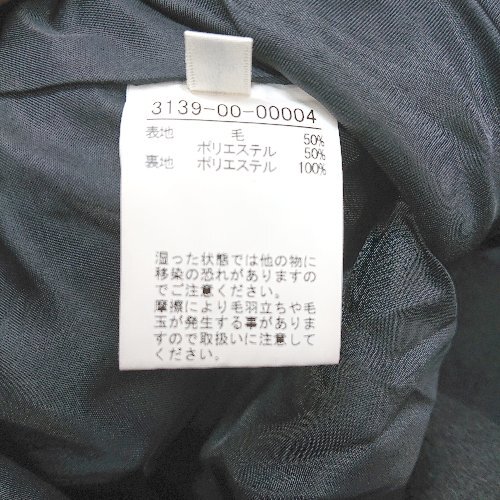 3139-00-00004
表地 毛 50%
ポリエステル 50%
裏地 ポリエステル 100%
湿った状態では他の物に
移染の恐れがありますの
でご注意ください。
摩擦により毛羽立ちや毛
玉が発生する事がありま
すので取扱いに注意して
ください。